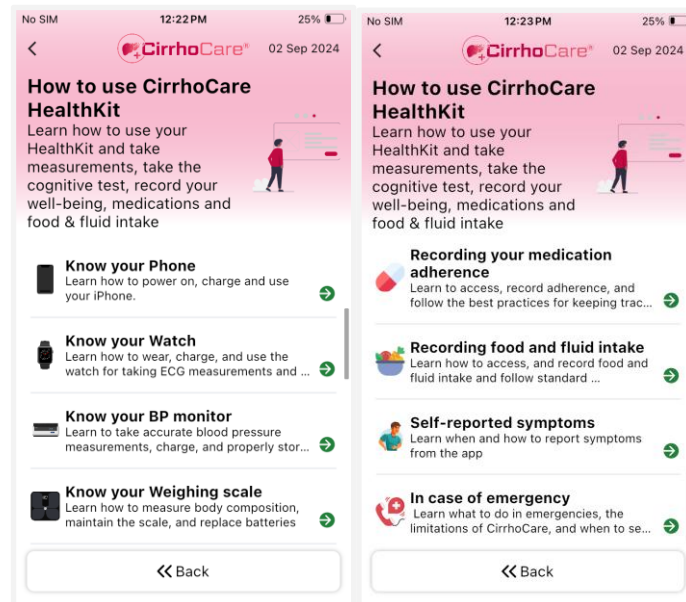 No SIM 12:22 PM 25%
CirrhoCare® 02 Sep 2024
How to use CirrhoCare
HealthKit
Learn how to use your
HealthKit and take
measurements, take the
cognitive test, record your
well-being, medications and
food & fluid intake
Know your Phone
Learn how to power on, charge and use
your iPhone.
Know your Watch
Learn how to wear, charge, and use the
watch for taking ECG measurements and ...
Know your BP monitor
Learn to take accurate blood pressure
measurements, charge, and properly stor...
Know your Weighing scale
Learn how to measure body composition,
maintain the scale, and replace batteries
Back
No SIM 12:23 PM 25%
CirrhoCare® 02 Sep 2024
How to use CirrhoCare
HealthKit
Learn how to use your
HealthKit and take
measurements, take the
cognitive test, record your
well-being, medications and
food & fluid intake
Recording your medication
adherence
Learn to access, record adherence, and
follow the best practices for keeping trac...
Recording food and fluid intake
Learn how to access, and record food and
fluid intake and follow standard ...
Self-reported symptoms
Learn when and how to report symptoms
from the app
In case of emergency
Learn what to do in emergencies, the
limitations of CirrhoCare, and when to se...
Back